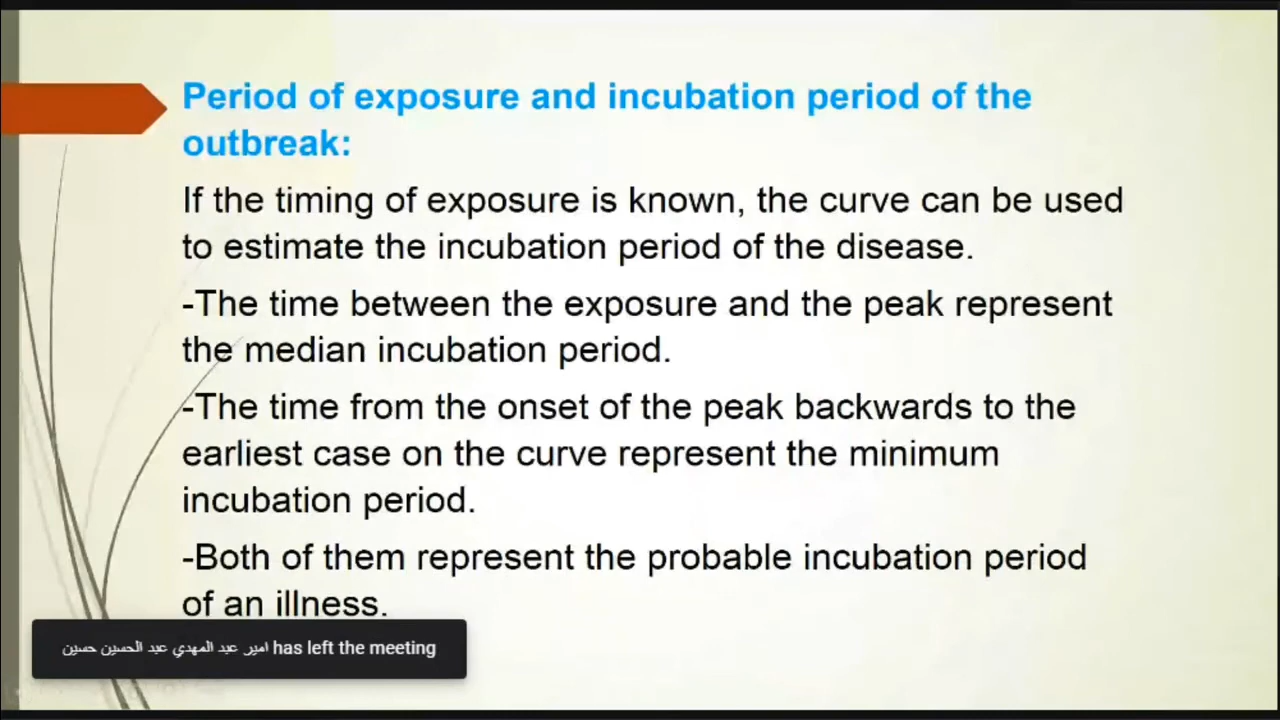 Period of exposure and incubation period of the
outbreak:
If the timing of exposure is known, the curve can be used
to estimate the incubation period of the disease.
-The time between the exposure and the peak represent
the median incubation period.
-The time from the onset of the peak backwards to the
earliest case on the curve represent the minimum
incubation period.
-Both of them represent the probable incubation period
of an illness.
امير عبد المهدي عبد الحسين حسين has left the meeting